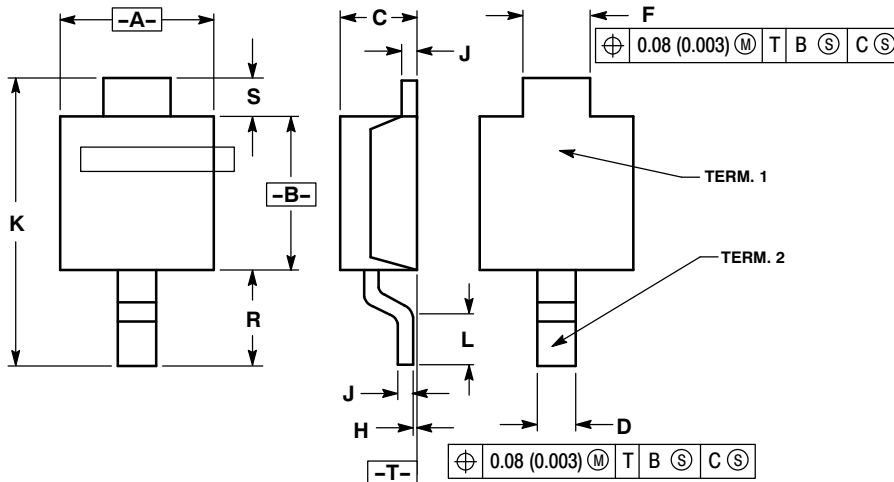 –A–
C
F
J
⌖ 0.08 (0.003) Ⓜ T B Ⓢ C Ⓢ
S
–B–
TERM. 1
K
TERM. 2
R
L
J
H
D
⌖ 0.08 (0.003) Ⓜ T B Ⓢ C Ⓢ
–T–